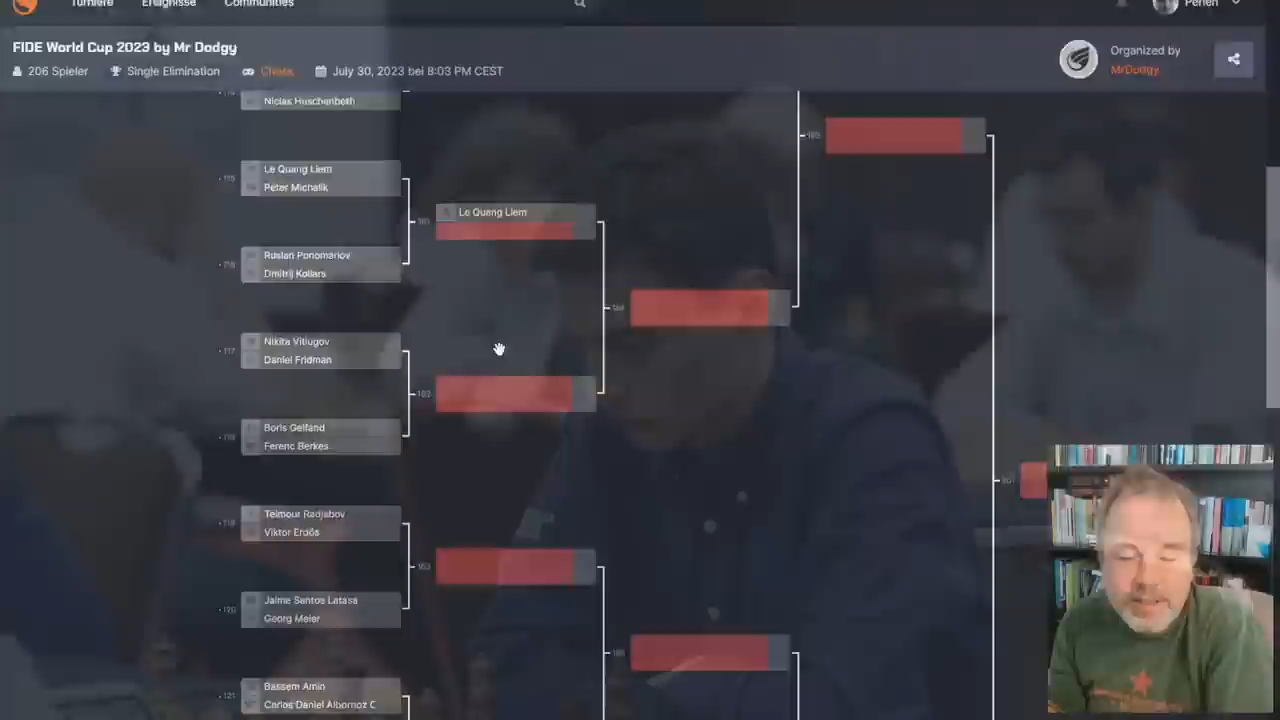 Turniere Ereignisse Communities
FIDE World Cup 2023 by Mr Dodgy
206 Spieler Single Elimination Chess July 30, 2023 bei 8:03 PM CEST
Organized by
MrDodgy
Niclas Huschenbeth
Le Quang Liem
Peter Michalik
Le Quang Liem
Ruslan Ponomariov
Dmitrij Kollars
Nikita Vitiugov
Daniel Fridman
Boris Gelfand
Ferenc Berkes
Teimour Radjabov
Viktor Erdős
Jaime Santos Latasa
Georg Meier
Bassem Amin
Carlos Daniel Albornoz C